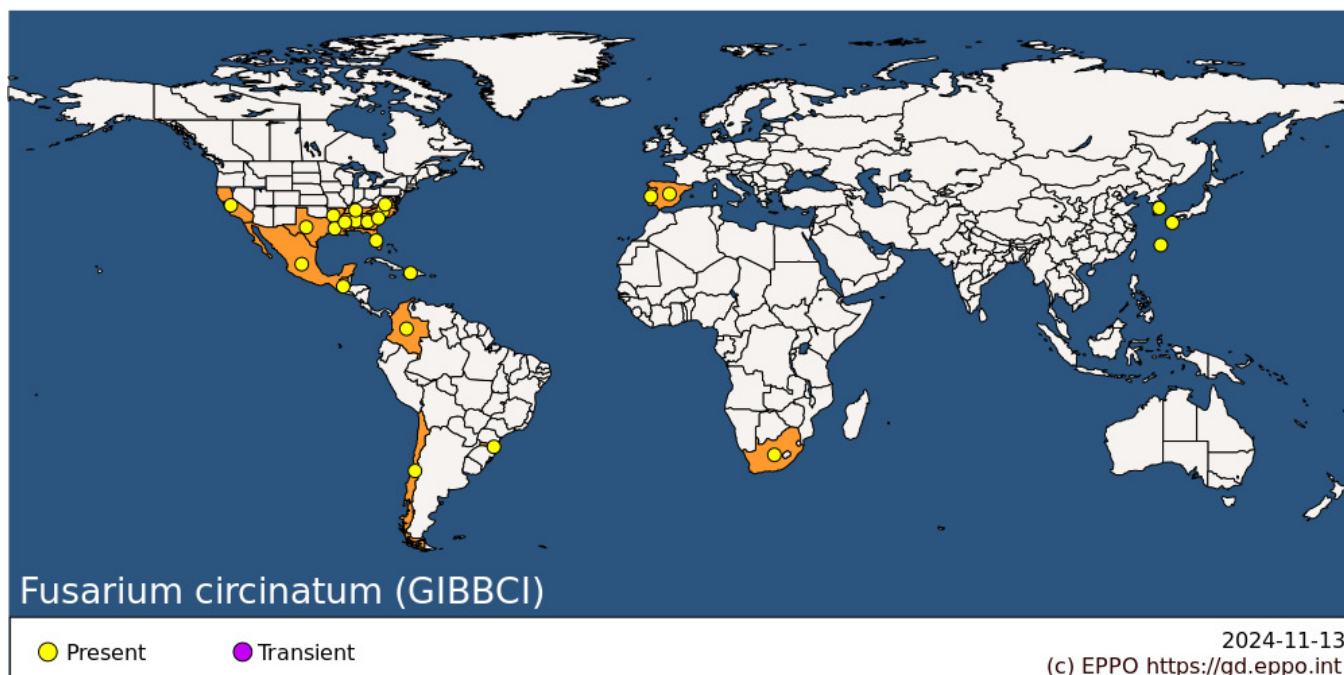 Fusarium circinatum (GIBBCI)
Present
Transient
2024-11-13
(c) EPPO https://gd.eppo.int